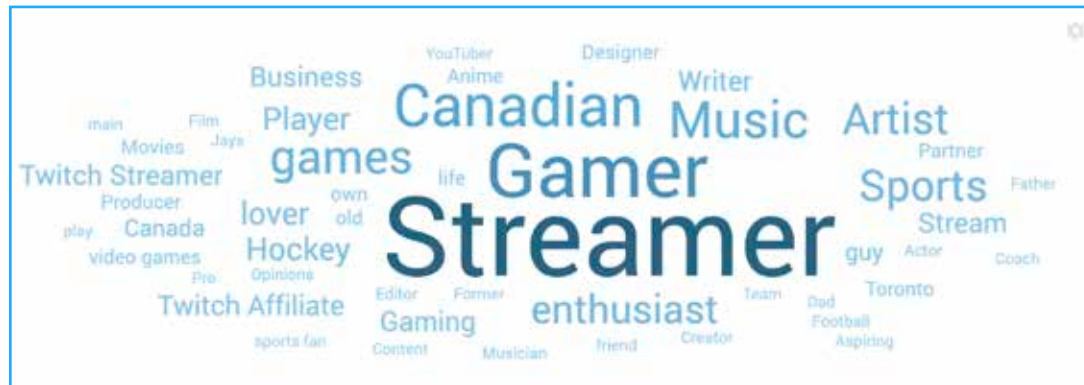 YouTuber
Designer
Business
Anime
Writer
Canadian
Music
Artist
main
Film
Player
Jays
Movies
games
Gamer
Partner
Twitch Streamer
life
Sports
Father
Producer
own
lover
old
Streamer
Stream
play
Canada
Hockey
guy
Actor
video games
Coach
Pro
Opinions
Toronto
Twitch Affiliate
Editor
Former
enthusiast
Team
Dad
Gaming
Football
sports fan
Content
Musician
friend
Creator
Aspiring